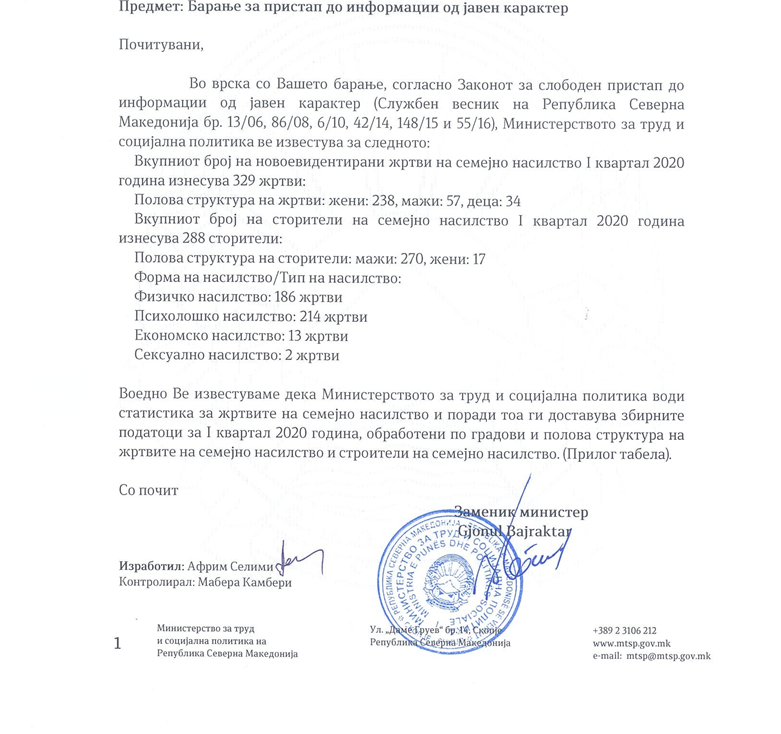 Предмет: Барање за пристап до информации од јавен карактер
Почитувани,
Во врска со Вашето барање, согласно Законот за слободен пристап до
информации од јавен карактер (Службен весник на Република Северна
Македонија бр. 13/06, 86/08, 6/10, 42/14, 148/15 и 55/16), Министерството за труд и
социјална политика ве известува за следното:
Вкупниот број на новоевидентирани жртви на семејно насилство I квартал 2020
година изнесува 329 жртви:
Полова структура на жртви: жени: 238, мажи: 57, деца: 34
Вкупниот број на сторители на семејно насилство I квартал 2020 година
изнесува 288 сторители:
Полова структура на сторители: мажи: 270, жени: 17
Форма на насилство/Тип на насилство:
Физичко насилство: 186 жртви
Психолошко насилство: 214 жртви
Економско насилство: 13 жртви
Сексуално насилство: 2 жртви
Воедно Ве известуваме дека Министерството за труд и социјална политика води
статистика за жртвите на семејно насилство и поради тоа ги доставува збирните
податоци за I квартал 2020 година, обработени по градови и полова структура на
жртвите на семејно насилство и строители на семејно насилство. (Прилог табела).
Со почит
Заменик министер
Gjonul Bajraktar
Изработил: Африм Селими
Контролирал: Мабера Камбери
1
Министерство за труд
и социјална политика на
Република Северна Македонија
Ул. „Даме Груев“ бр.14, Скопје
Република Северна Македонија
+389 2 3106 212
www.mtsp.gov.mk
e-mail: mtsp@mtsp.gov.mk